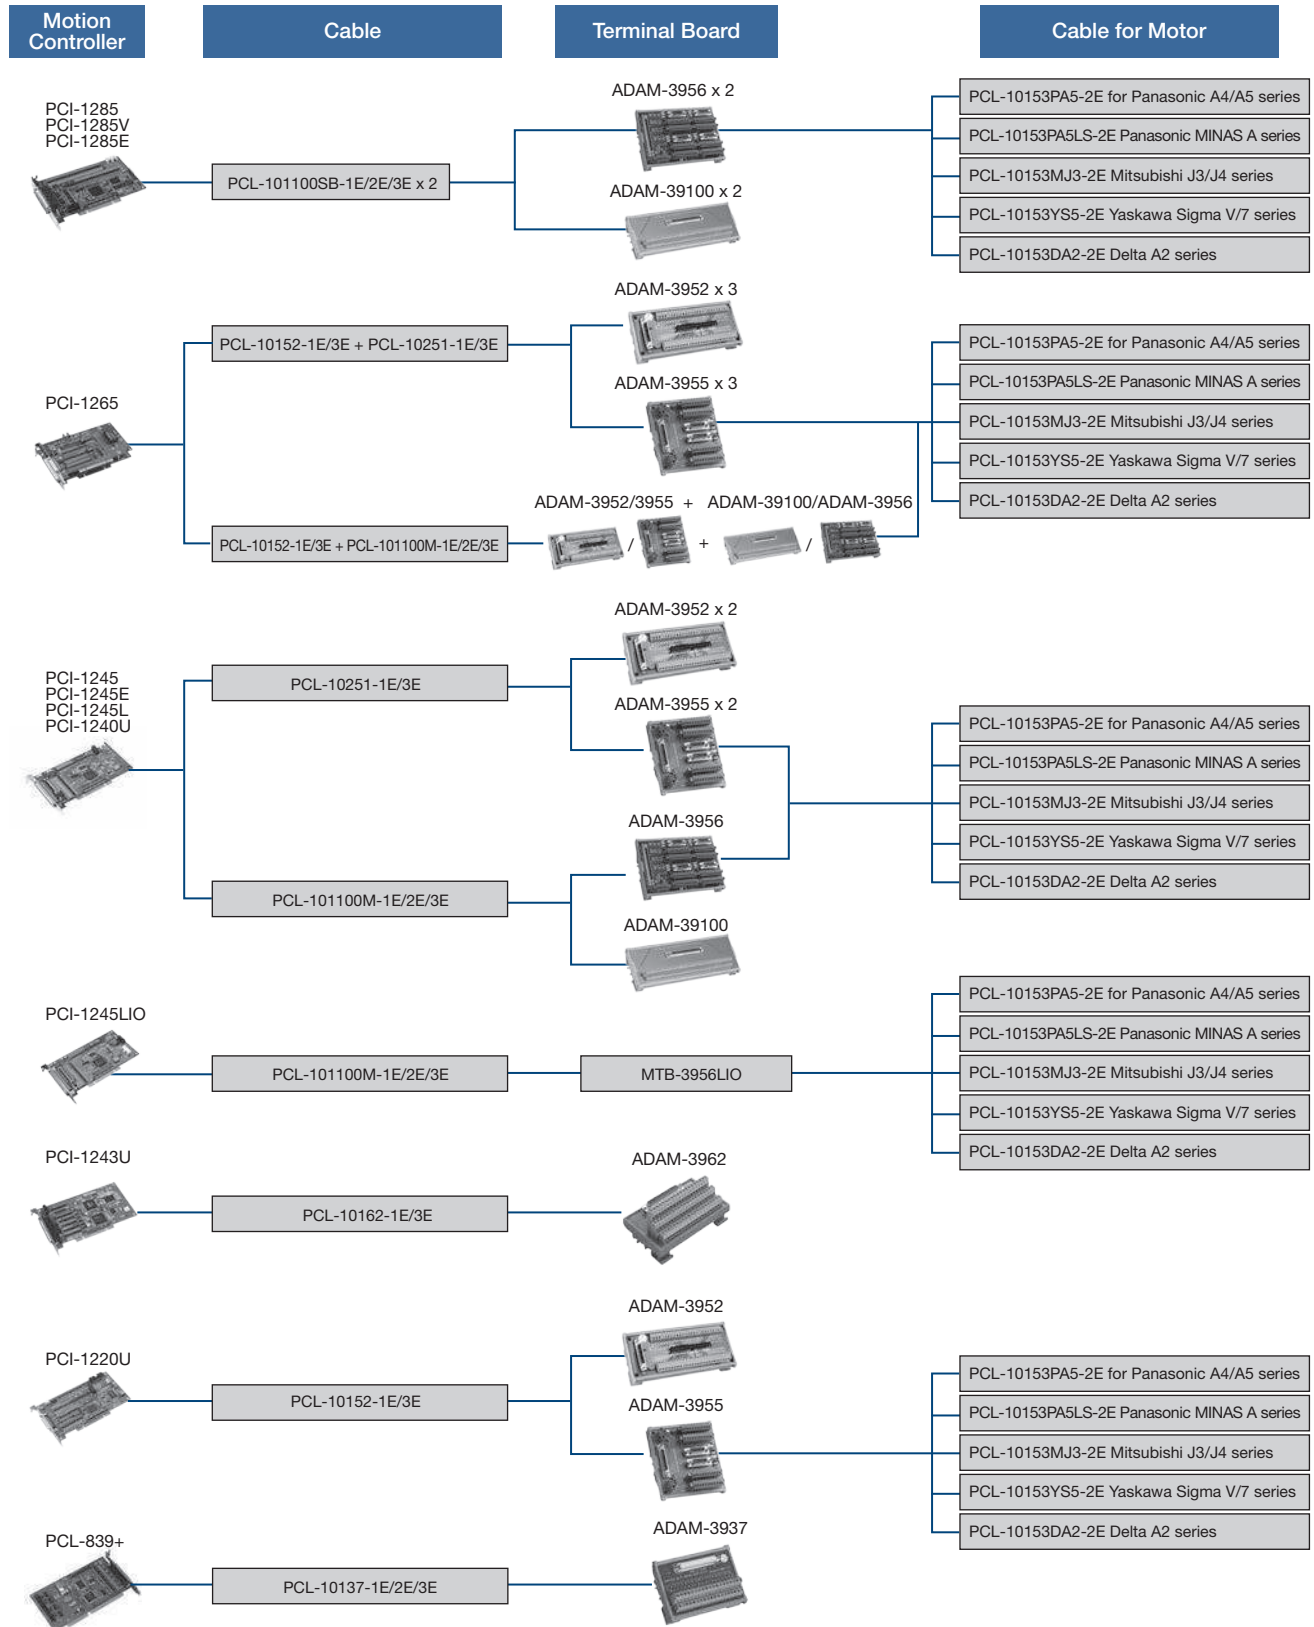 Motion
Controller
Cable
Terminal Board
Cable for Motor
PCI-1285
PCI-1285V
PCI-1285E
PCL-101100SB-1E/2E/3E x 2
ADAM-3956 x 2
ADAM-39100 x 2
PCL-10153PA5-2E for Panasonic A4/A5 series
PCL-10153PA5LS-2E Panasonic MINAS A series
PCL-10153MJ3-2E Mitsubishi J3/J4 series
PCL-10153YS5-2E Yaskawa Sigma V/7 series
PCL-10153DA2-2E Delta A2 series
PCI-1265
PCL-10152-1E/3E + PCL-10251-1E/3E
PCL-10152-1E/3E + PCL-101100M-1E/2E/3E
ADAM-3952 x 3
ADAM-3955 x 3
ADAM-3952/3955 + ADAM-39100/ADAM-3956
/ + /
PCL-10153PA5-2E for Panasonic A4/A5 series
PCL-10153PA5LS-2E Panasonic MINAS A series
PCL-10153MJ3-2E Mitsubishi J3/J4 series
PCL-10153YS5-2E Yaskawa Sigma V/7 series
PCL-10153DA2-2E Delta A2 series
PCI-1245
PCI-1245E
PCI-1245L
PCI-1240U
PCL-10251-1E/3E
PCL-101100M-1E/2E/3E
ADAM-3952 x 2
ADAM-3955 x 2
ADAM-3956
ADAM-39100
PCL-10153PA5-2E for Panasonic A4/A5 series
PCL-10153PA5LS-2E Panasonic MINAS A series
PCL-10153MJ3-2E Mitsubishi J3/J4 series
PCL-10153YS5-2E Yaskawa Sigma V/7 series
PCL-10153DA2-2E Delta A2 series
PCI-1245LIO
PCL-101100M-1E/2E/3E
MTB-3956LIO
PCL-10153PA5-2E for Panasonic A4/A5 series
PCL-10153PA5LS-2E Panasonic MINAS A series
PCL-10153MJ3-2E Mitsubishi J3/J4 series
PCL-10153YS5-2E Yaskawa Sigma V/7 series
PCL-10153DA2-2E Delta A2 series
PCI-1243U
PCL-10162-1E/3E
ADAM-3962
PCI-1220U
PCL-10152-1E/3E
ADAM-3952
ADAM-3955
PCL-10153PA5-2E for Panasonic A4/A5 series
PCL-10153PA5LS-2E Panasonic MINAS A series
PCL-10153MJ3-2E Mitsubishi J3/J4 series
PCL-10153YS5-2E Yaskawa Sigma V/7 series
PCL-10153DA2-2E Delta A2 series
PCL-839+
PCL-10137-1E/2E/3E
ADAM-3937